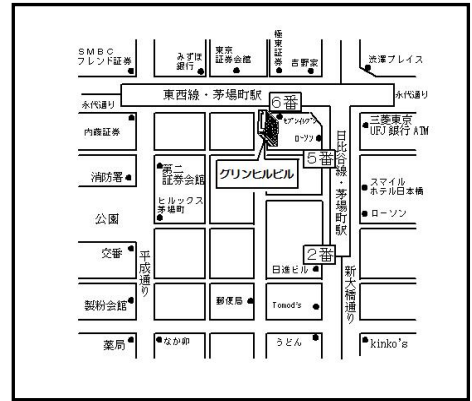 SMBC
フレンド証券
みずほ
銀行
東京
証券会館
極東証券
吉野家
渋澤プレイス
永代通り
東西線・茅場町駅
6番
永代通り
内藤証券
セブンイレブン
ローソン
三菱東京
UFJ銀行ATM
5番
グリンヒルビル
日比谷線・茅場町駅
消防署
第二
証券会館
ヒルックス
茅場町
スマイル
ホテル日本橋
ローソン
公園
交番
平成通り
2番
日進ビル
新大橋通り
製粉会館
郵便局
Tomod's
薬局
なか卯
うどん
kinko's